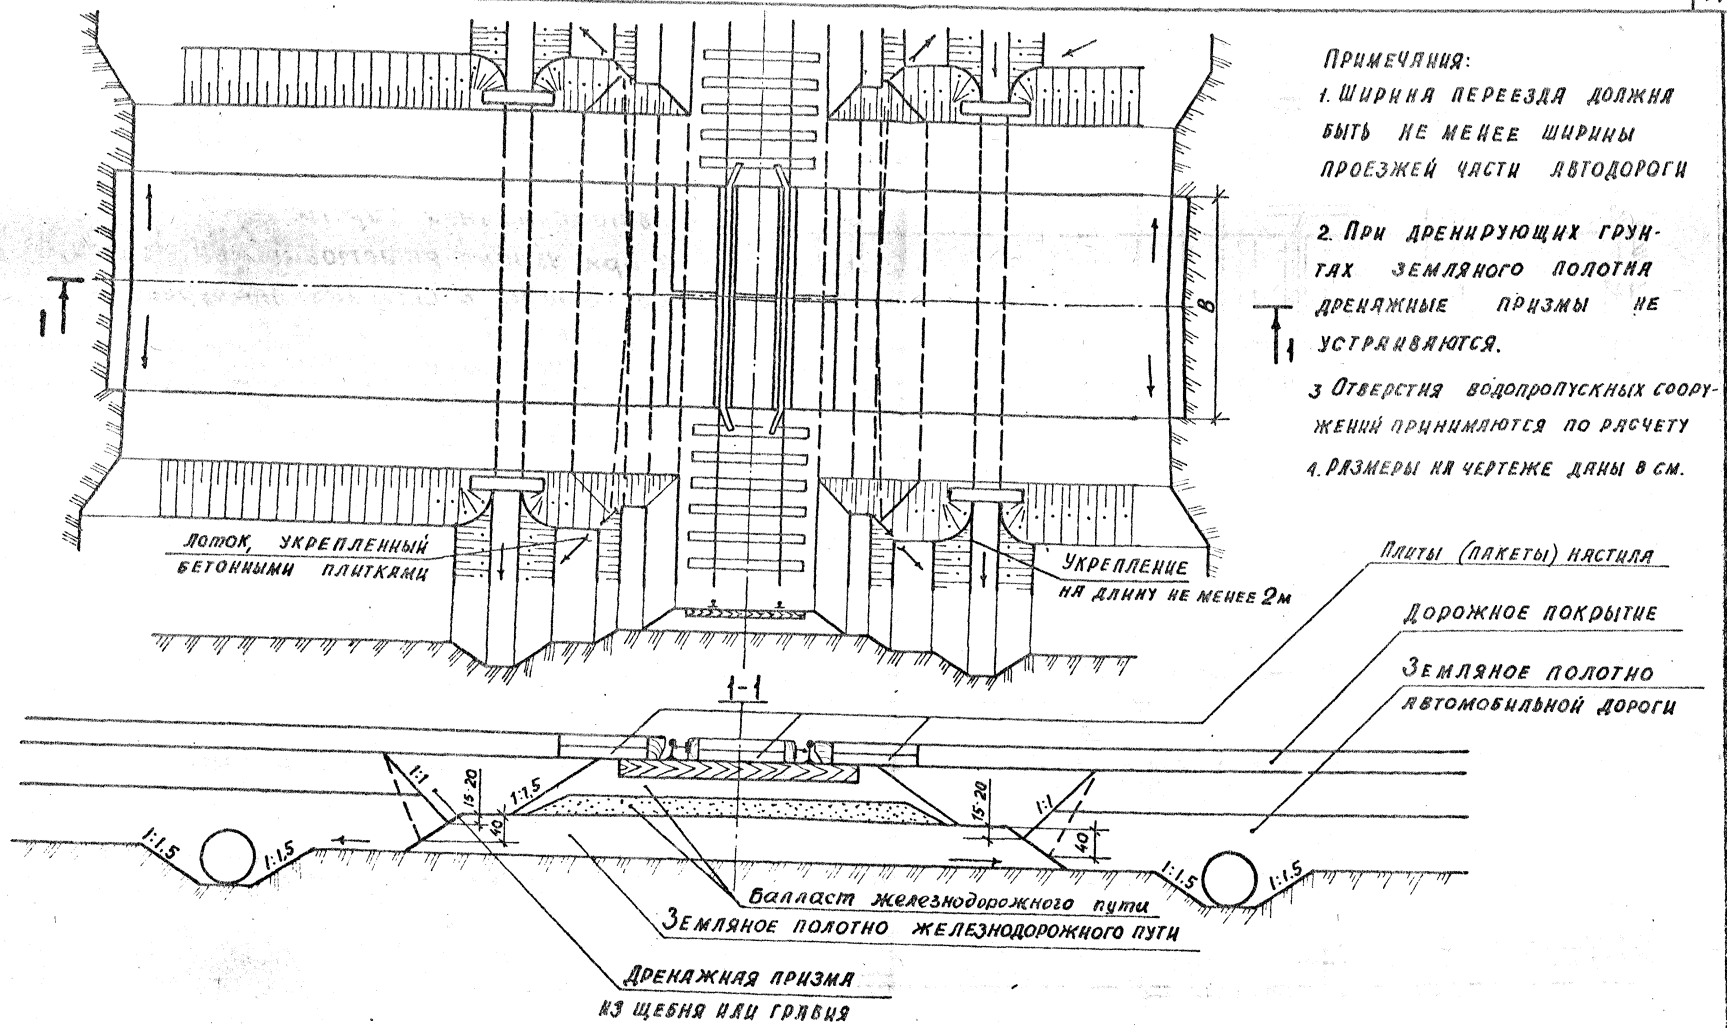 Примечания:
1. Ширина переезда должна
быть не менее ширины
проезжей части автодороги
2. При дренирующих грун-
тах земляного полотна
дренажные призмы не
устраиваются.
3 Отверстия водопропускных соору-
жений принимаются по расчету
4. Размеры на чертеже даны в см.
1
B
1
лоток, укрепленный
бетонными плитками
Укрепление
на длину не менее 2м
Плиты (пакеты) настила
Дорожное покрытие
Земляное полотно
автомобильной дороги
1-1
1:1
15-20
1:1.5
40
15-20
1:1
40
1:1.5
1:1.5
1:1.5
1:1.5
Балласт железнодорожного пути
Земляное полотно железнодорожного пути
Дренажная призма
из щебня или гравия